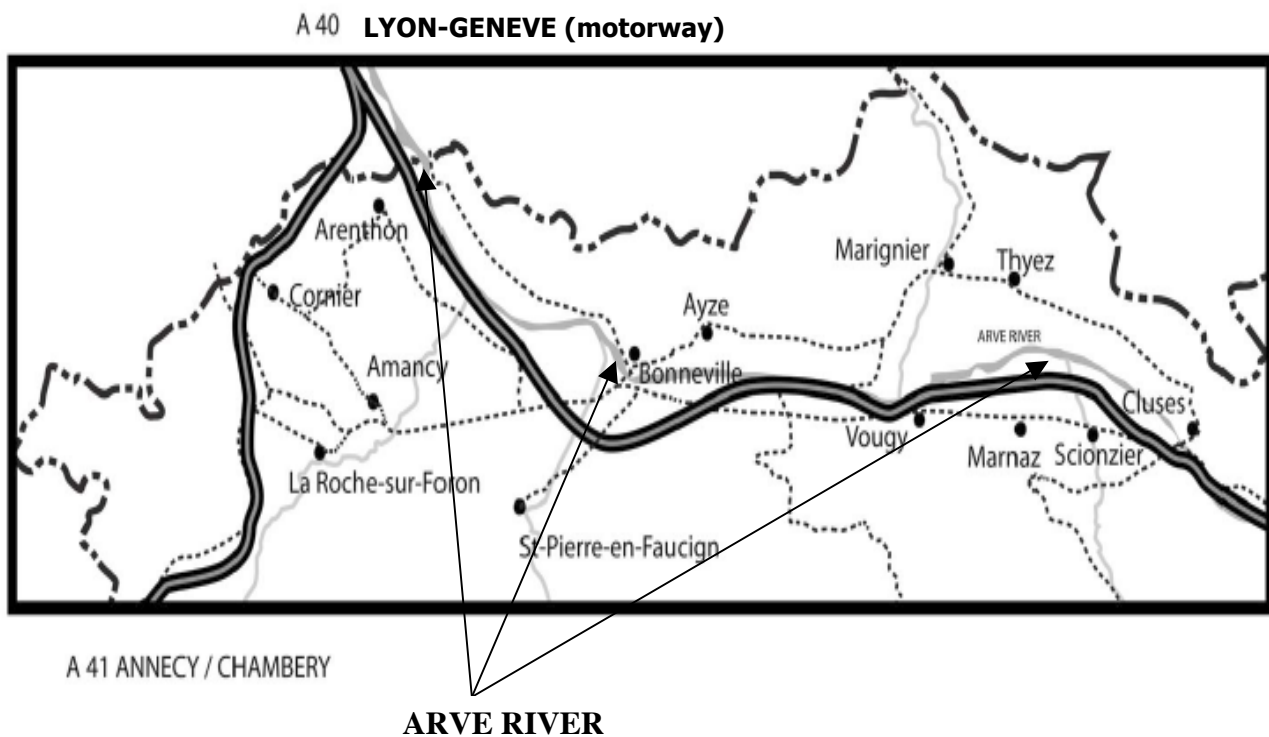 A 40 LYON-GENEVE (motorway)
Arenthon
Marignier
Thyez
Cornier
Ayze
ARVE RIVER
Amancy
Bonneville
Cluses
Vougy
Marnaz
Scionzier
La Roche-sur-Foron
St-Pierre-en-Faucign
A 41 ANNECY / CHAMBERY
ARVE RIVER